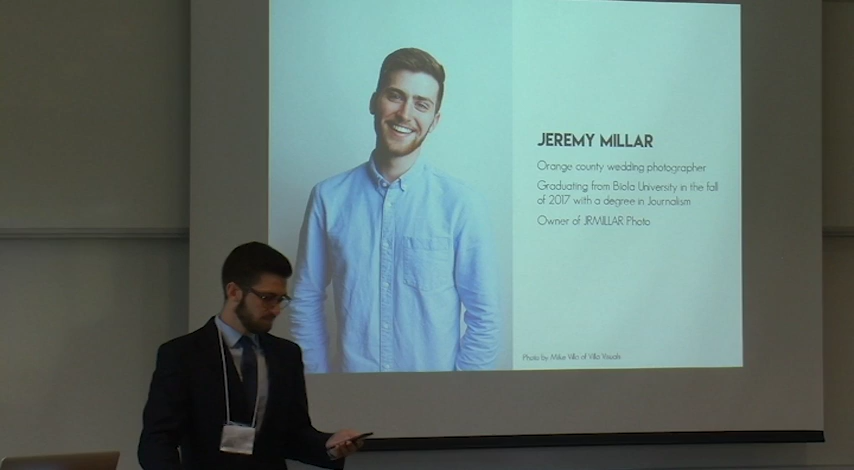 JEREMY MILLAR
Orange county wedding photographer
Graduating from Biola University in the fall
of 2017 with a degree in Journalism
Owner of JRMILLAR Photo
Photo by Mike Villa of Villa Visuals